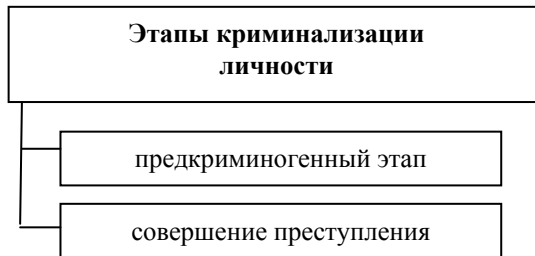 Этапы криминализации
личности
предкриминогенный этап
совершение преступления